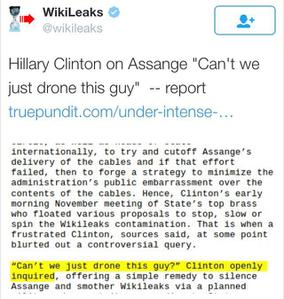 WikiLeaks
@wikileaks
Hillary Clinton on Assange "Can't we
just drone this guy" -- report
truepundit.com/under-intense-…
internationally, to try and cutoff Assange's
delivery of the cables and if that effort
failed, then to forge a strategy to minimize the
administration's public embarrassment over the
contents of the cables. Hence, Clinton's early
morning November meeting of State's top brass
who floated various proposals to stop, slow or
spin the Wikileaks contamination. That is when a
frustrated Clinton, sources said, at some point
blurted out a controversial query.
“Can't we just drone this guy?” Clinton openly
inquired, offering a simple remedy to silence
Assange and smother Wikileaks via a planned